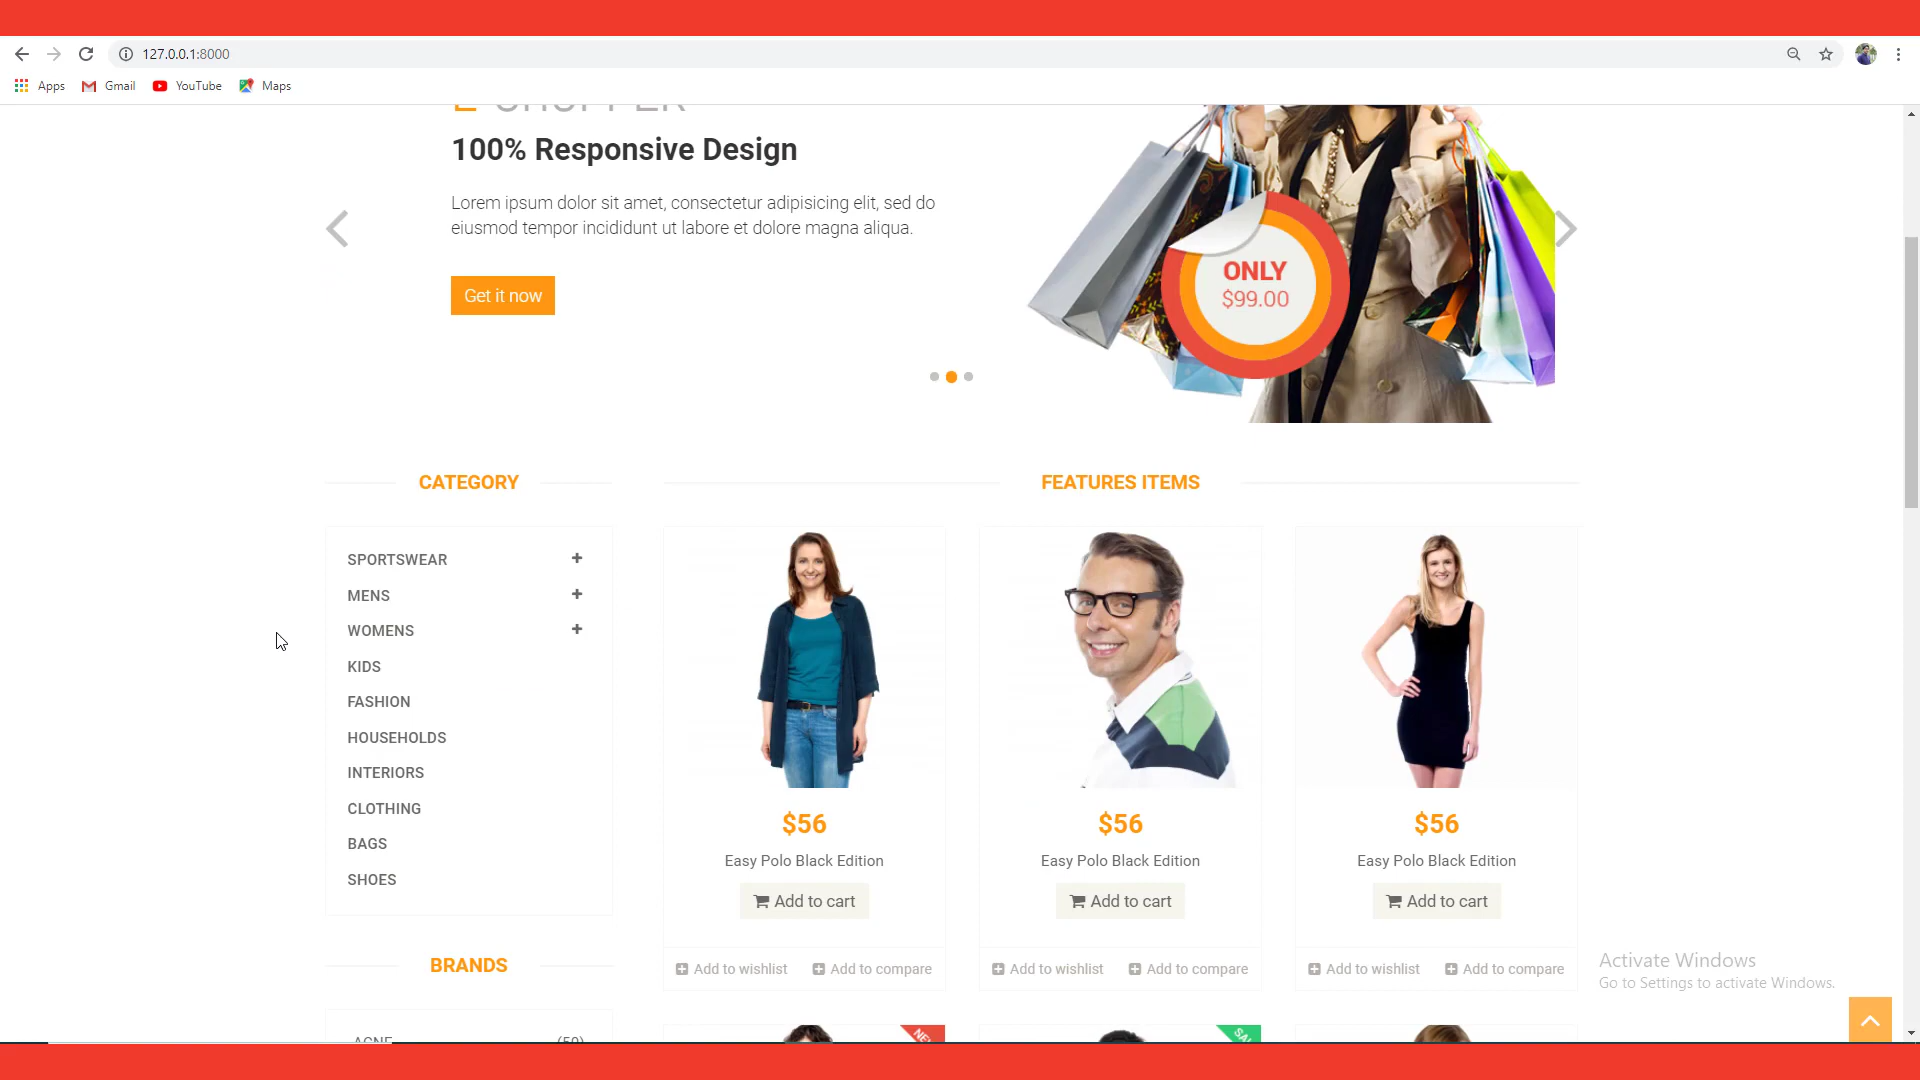 127.0.0.1:8000
Apps Gmail YouTube Maps
E-SHOPPER
100% Responsive Design
Lorem ipsum dolor sit amet, consectetur adipisicing elit, sed do
eiusmod tempor incididunt ut labore et dolore magna aliqua.
Get it now
ONLY
$99.00
CATEGORY
SPORTSWEAR
MENS
WOMENS
KIDS
FASHION
HOUSEHOLDS
INTERIORS
CLOTHING
BAGS
SHOES
BRANDS
ACNE (50)
FEATURES ITEMS
$56 $56 $56
Easy Polo Black Edition Easy Polo Black Edition Easy Polo Black Edition
Add to cart Add to cart Add to cart
Add to wishlist Add to compare Add to wishlist Add to compare Add to wishlist Add to compare
NEW
SALE
Activate Windows
Go to Settings to activate Windows.